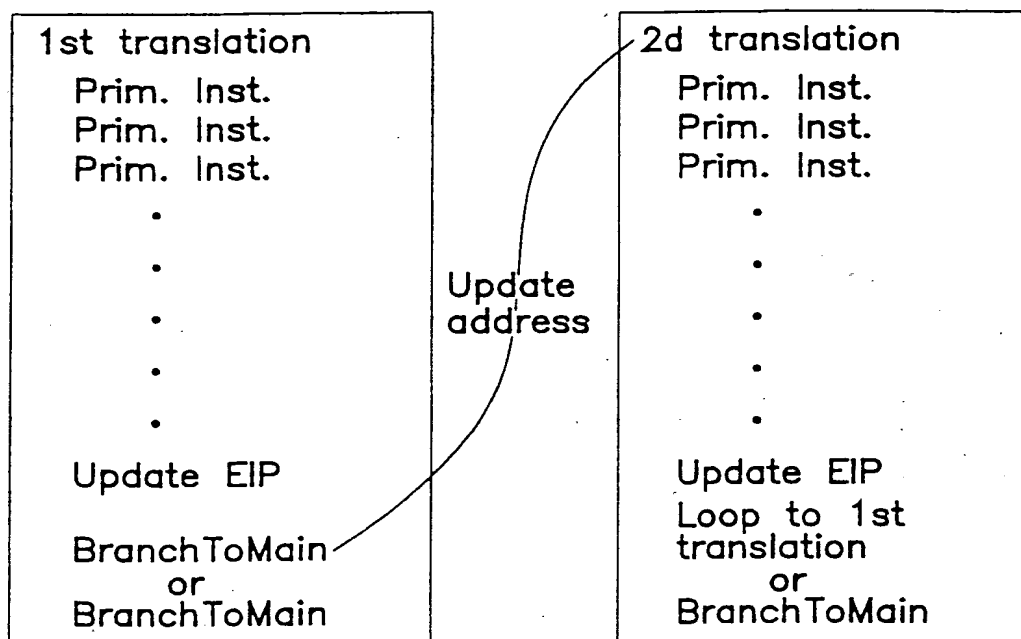 1st translation
Prim. Inst.
Prim. Inst.
Prim. Inst.
Update EIP
BranchToMain
or
BranchToMain
Update
address
2d translation
Prim. Inst.
Prim. Inst.
Prim. Inst.
Update EIP
Loop to 1st
translation
or
BranchToMain